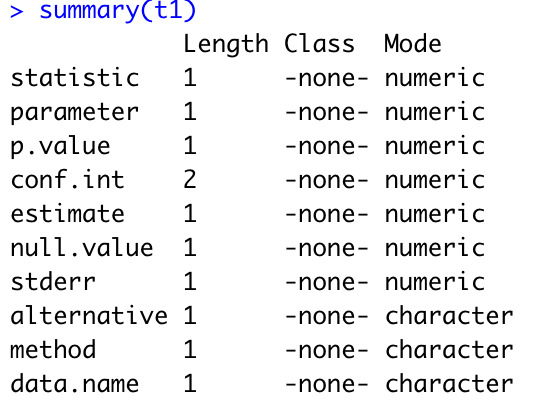 > summary(t1)
            Length Class  Mode
statistic   1      -none- numeric
parameter   1      -none- numeric
p.value     1      -none- numeric
conf.int    2      -none- numeric
estimate    1      -none- numeric
null.value  1      -none- numeric
stderr      1      -none- numeric
alternative 1      -none- character
method      1      -none- character
data.name   1      -none- character